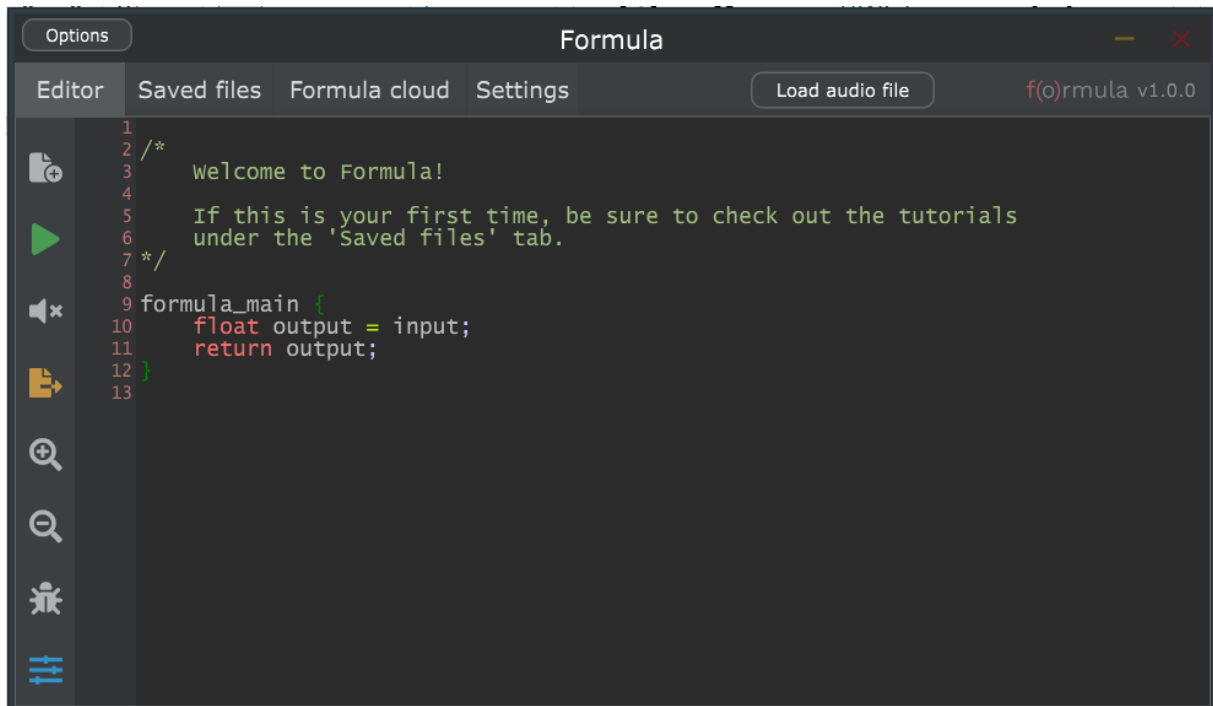 Options
Formula
Editor Saved files Formula cloud Settings Load audio file f(o)rmula v1.0.0
1
2 /*
3 Welcome to Formula!
4
5 If this is your first time, be sure to check out the tutorials
6 under the 'Saved files' tab.
7 */
8
9 formula_main {
10 float output = input;
11 return output;
12 }
13